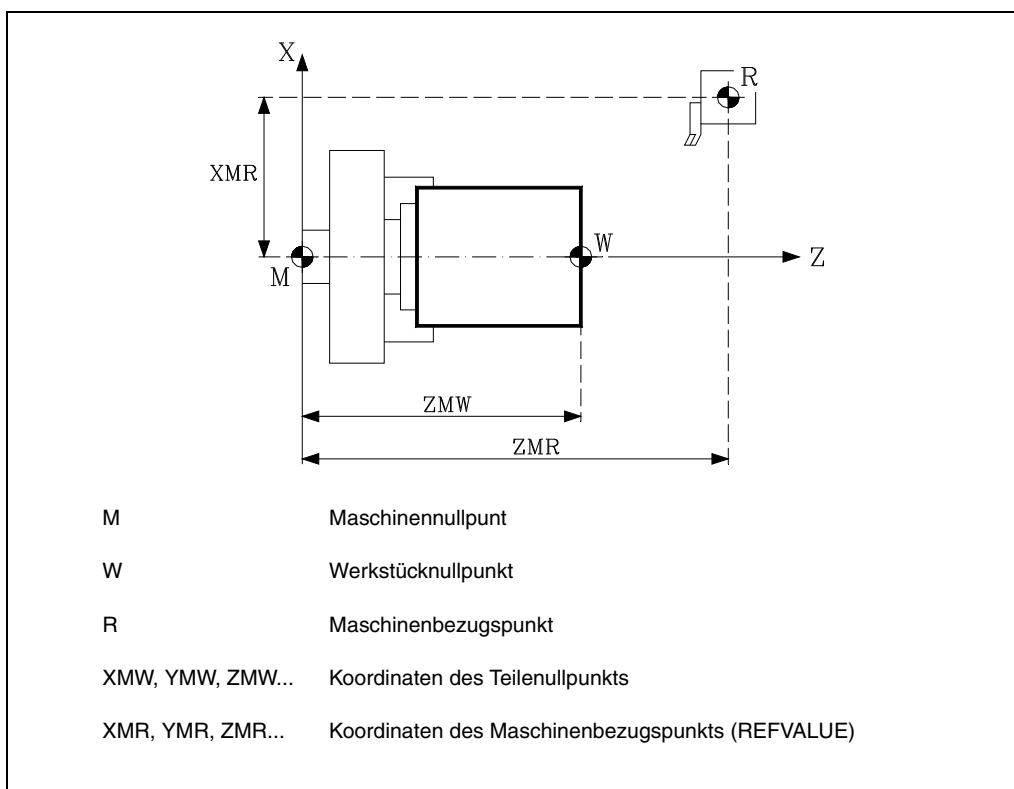 X
R
XMR
W
Z
M
ZMW
ZMR
M Maschinennullpunt
W Werkstücknullpunkt
R Maschinenbezugspunkt
XMW, YMW, ZMW... Koordinaten des Teilenullpunkts
XMR, YMR, ZMR... Koordinaten des Maschinenbezugspunkts (REFVALUE)